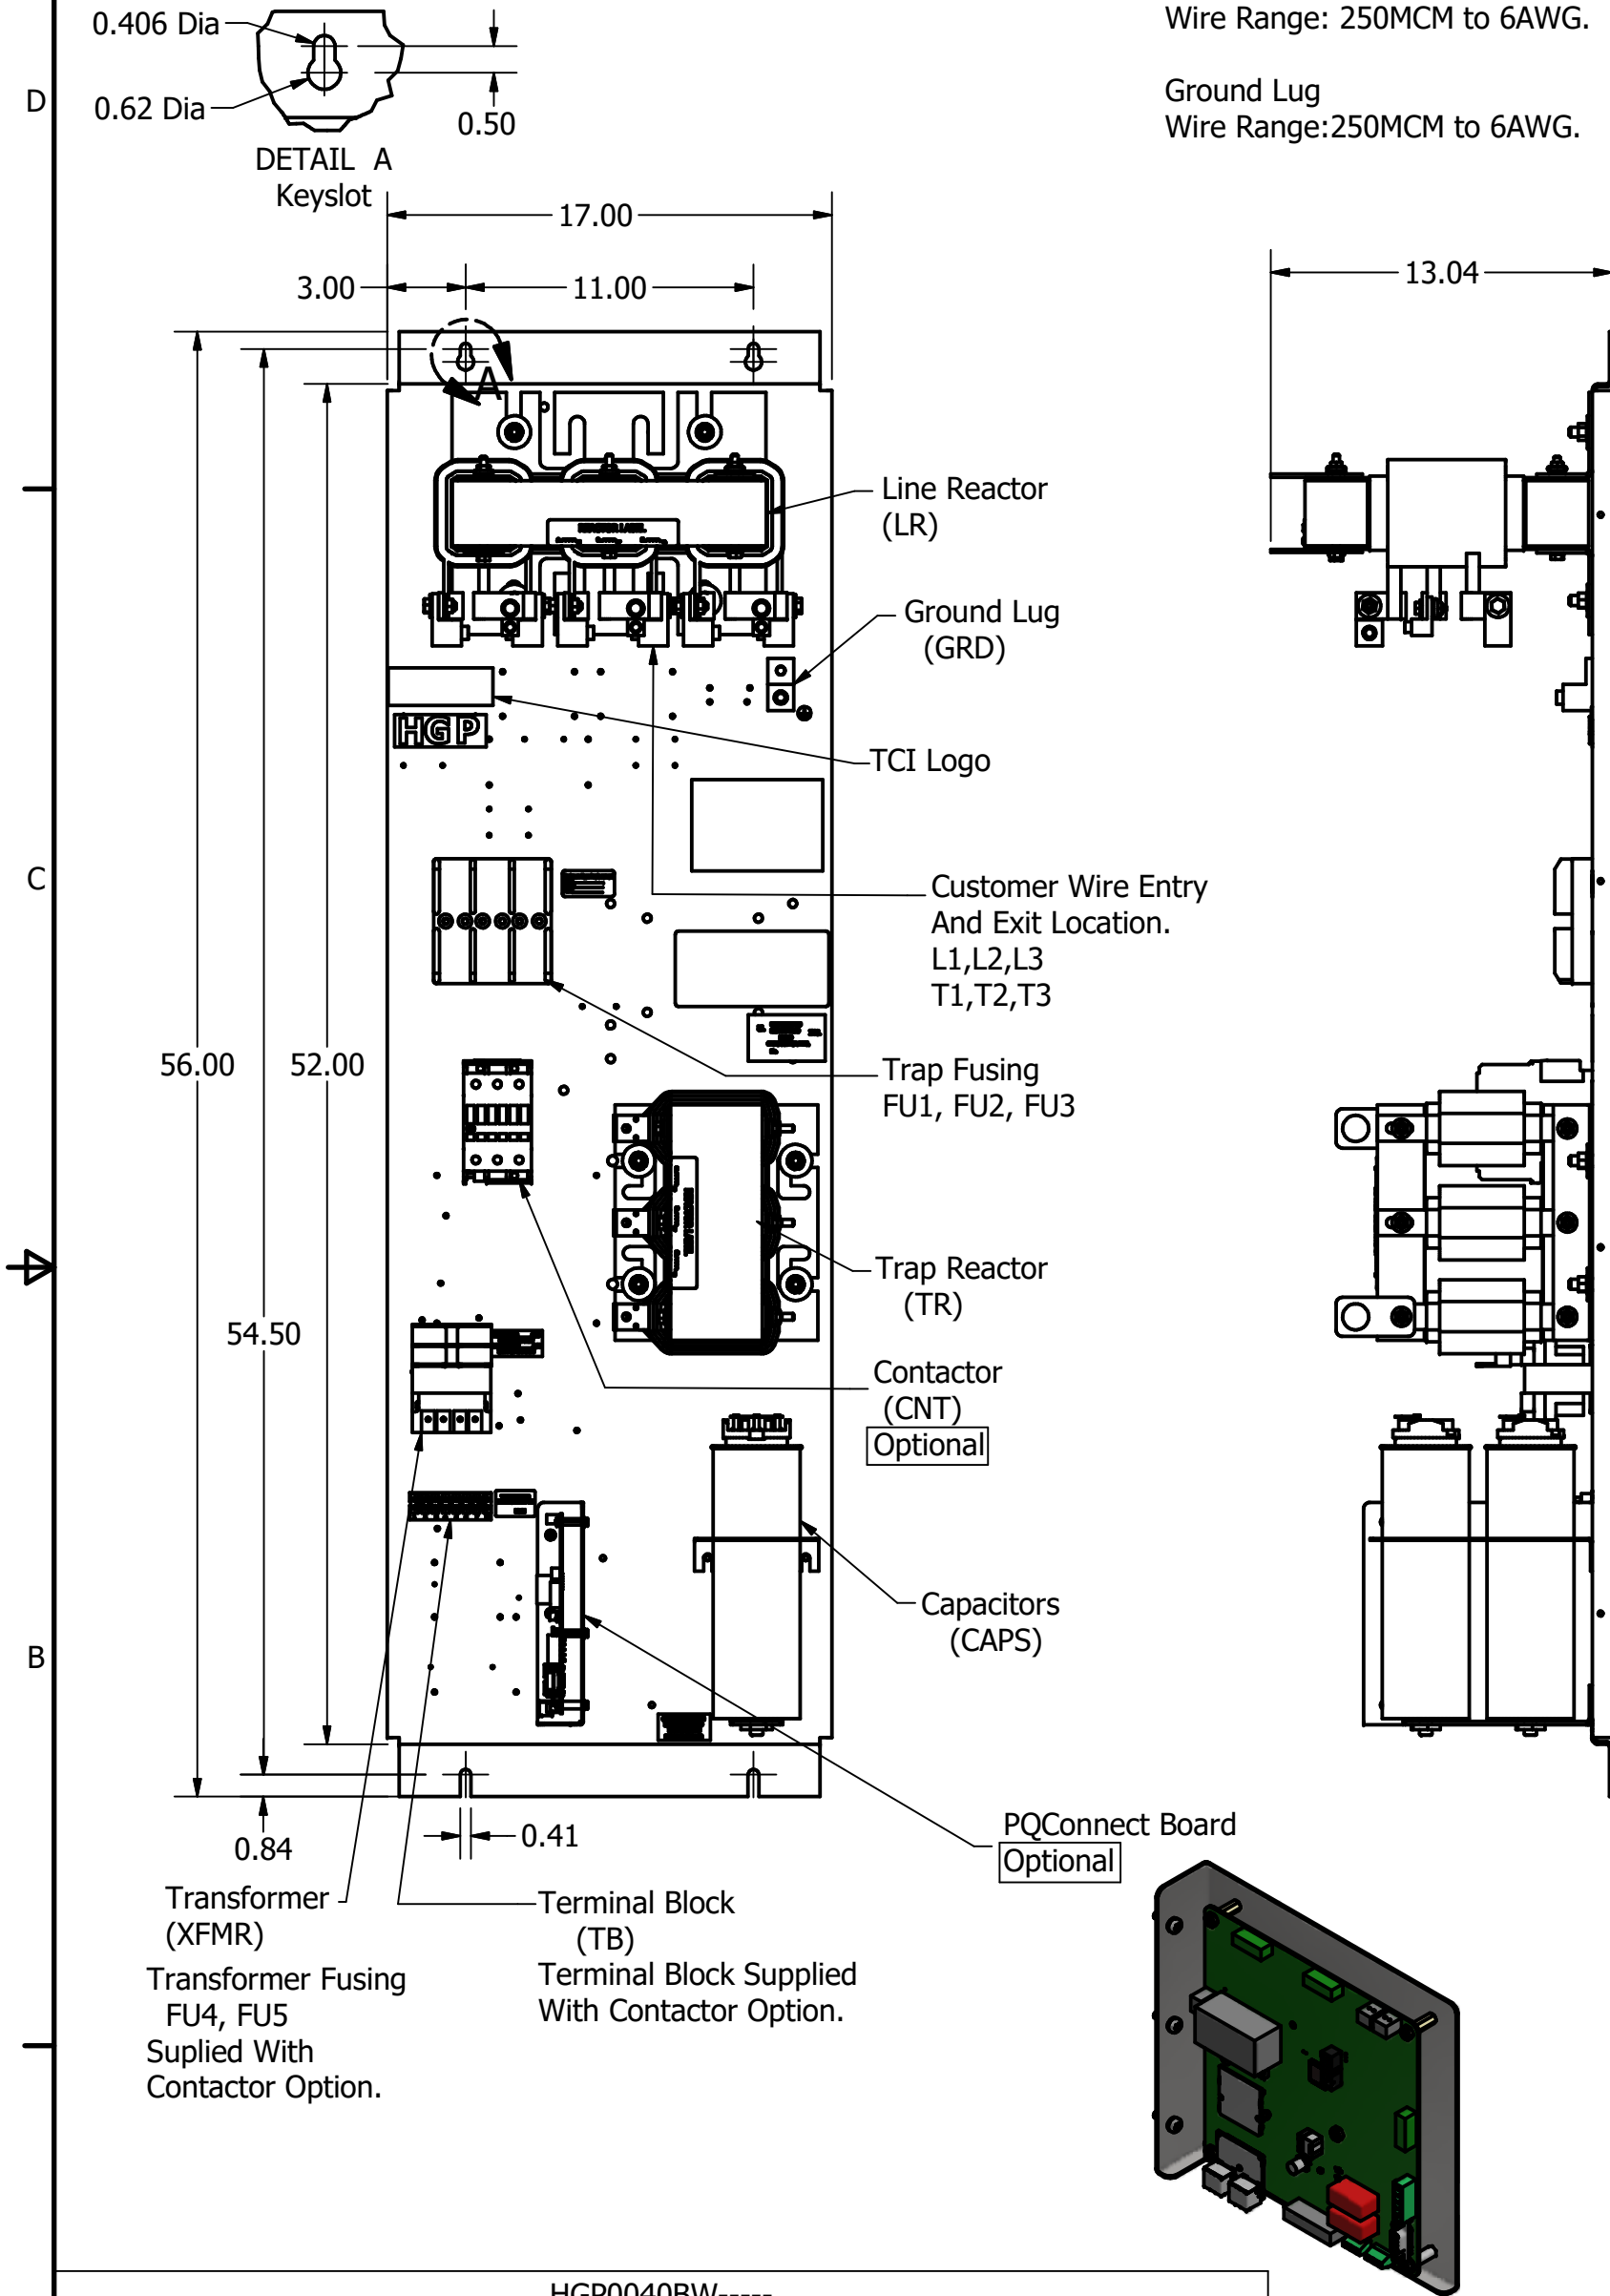 0.406 Dia
0.62 Dia
0.50
DETAIL A
Keyslot
Wire Range: 250MCM to 6AWG.
Ground Lug
Wire Range:250MCM to 6AWG.
D
17.00
3.00
11.00
13.04
A
Line Reactor
(LR)
Ground Lug
(GRD)
HGP
TCI Logo
C
Customer Wire Entry
And Exit Location.
L1,L2,L3
T1,T2,T3
56.00
52.00
Trap Fusing
FU1, FU2, FU3
Trap Reactor
(TR)
54.50
Contactor
(CNT)
Optional
Capacitors
(CAPS)
B
0.84
0.41
PQConnect Board
Optional
Transformer
(XFMR)
Transformer Fusing
FU4, FU5
Suplied With
Contactor Option.
Terminal Block
(TB)
Terminal Block Supplied
With Contactor Option.
HGP0040BW-----